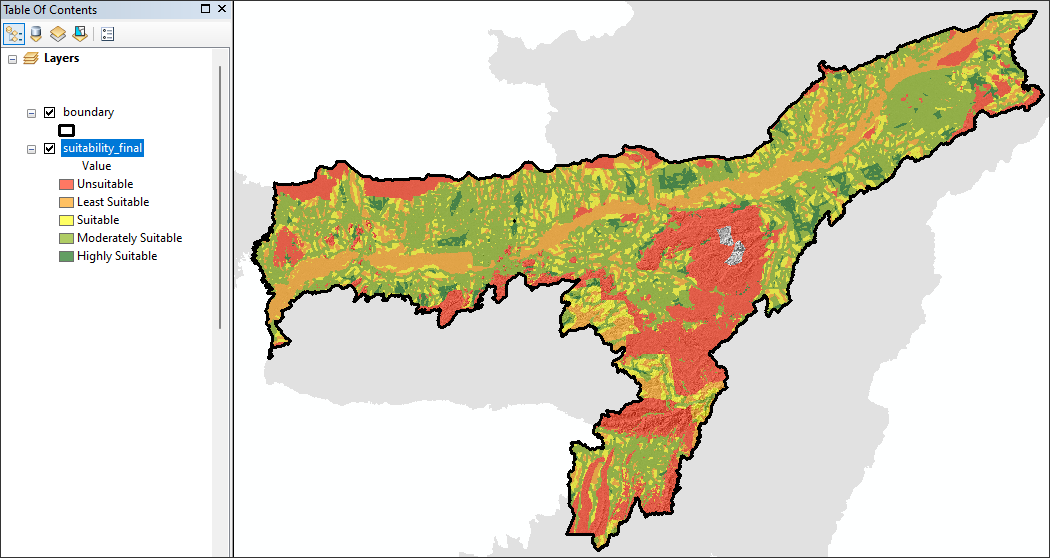 Table Of Contents
Layers
boundary
suitability_final
Value
Unsuitable
Least Suitable
Suitable
Moderately Suitable
Highly Suitable